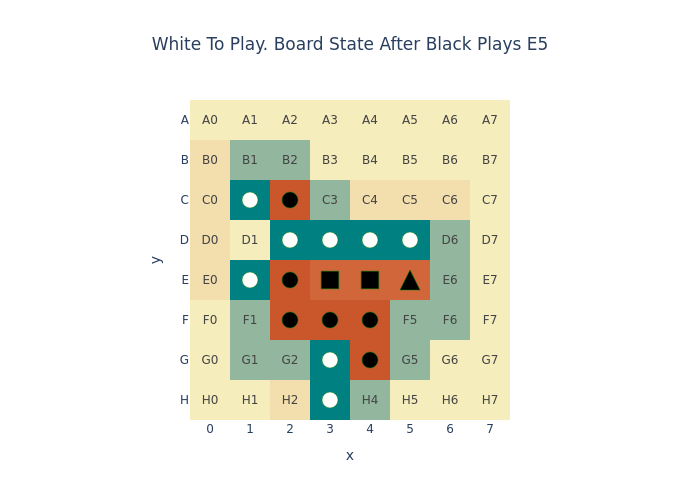 White To Play. Board State After Black Plays E5
A A0 A1 A2 A3 A4 A5 A6 A7
B B0 B1 B2 B3 B4 B5 B6 B7
C C0 C3 C4 C5 C6 C7
D D0 D1 D6 D7
y
E E0 E6 E7
F F0 F1 F5 F6 F7
G G0 G1 G2 G5 G6 G7
H H0 H1 H2 H4 H5 H6 H7
0 1 2 3 4 5 6 7
x